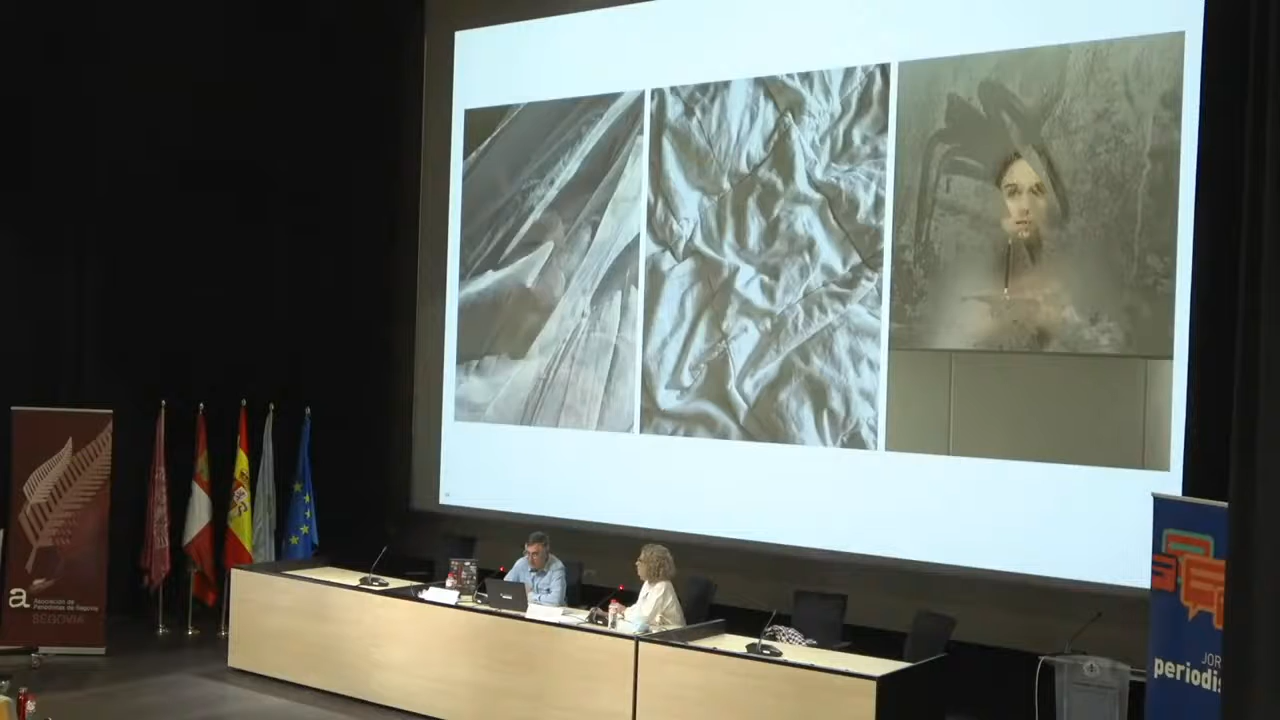 a
Asociación de
Periodistas de Segovia
SEGOVIA
JOR
periodis